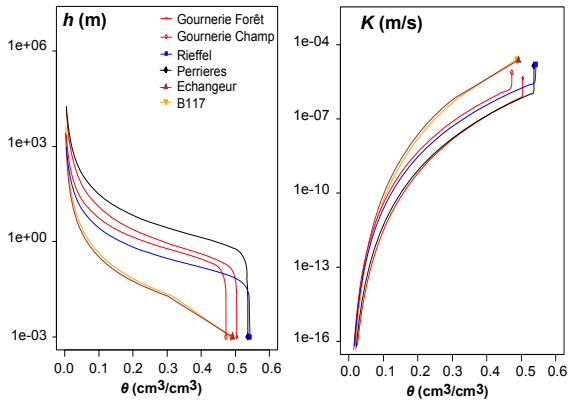 h (m)
1e+06
1e+03
1e+00
1e-03
0.0 0.1 0.2 0.3 0.4 0.5 0.6
θ (cm³/cm³)
Gournerie Forêt
Gournerie Champ
Rieffel
Perrieres
Echangeur
B117
K (m/s)
1e-04
1e-07
1e-10
1e-13
1e-16
0.0 0.1 0.2 0.3 0.4 0.5 0.6
θ (cm³/cm³)